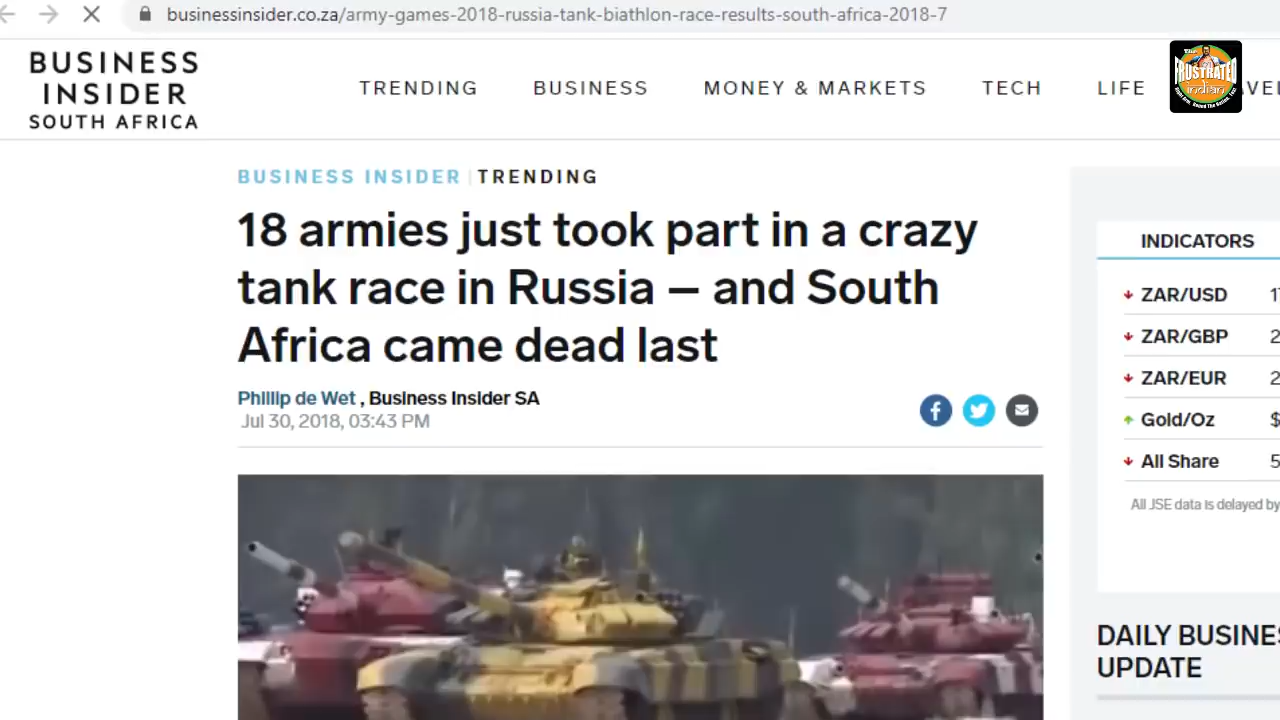 businessinsider.co.za/army-games-2018-russia-tank-biathlon-race-results-south-africa-2018-7
BUSINESS
INSIDER
SOUTH AFRICA
TRENDING BUSINESS MONEY & MARKETS TECH LIFE
The
FRUSTRATED
indian
BUSINESS INSIDER | TRENDING
18 armies just took part in a crazy
tank race in Russia – and South
Africa came dead last
Phillip de Wet , Business Insider SA
Jul 30, 2018, 03:43 PM
INDICATORS
ZAR/USD
ZAR/GBP
ZAR/EUR
Gold/Oz $
All Share
All JSE data is delayed by
DAILY BUSINE
UPDATE